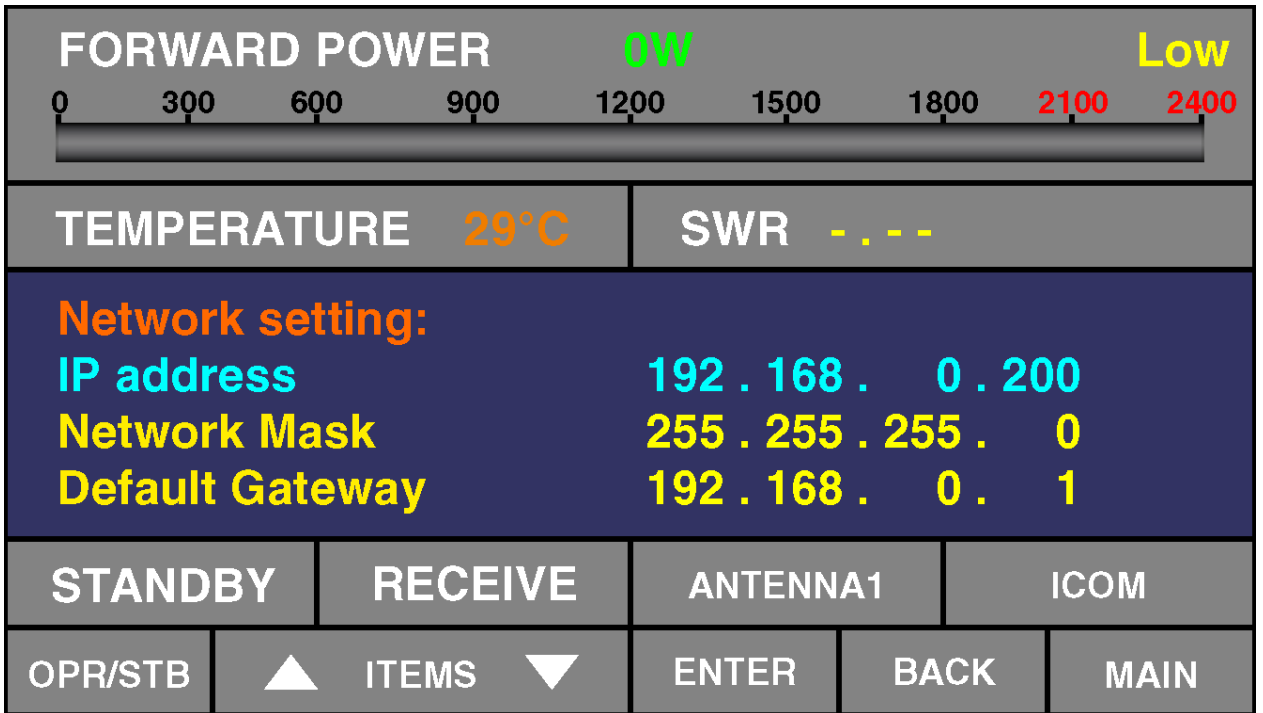 FORWARD POWER 0W Low
0 300 600 900 1200 1500 1800 2100 2400
TEMPERATURE 29°C SWR -.--
Network setting:
IP address 192 . 168 . 0 . 200
Network Mask 255 . 255 . 255 . 0
Default Gateway 192 . 168 . 0 . 1
STANDBY RECEIVE ANTENNA1 ICOM
OPR/STB ▲ ITEMS ▼ ENTER BACK MAIN